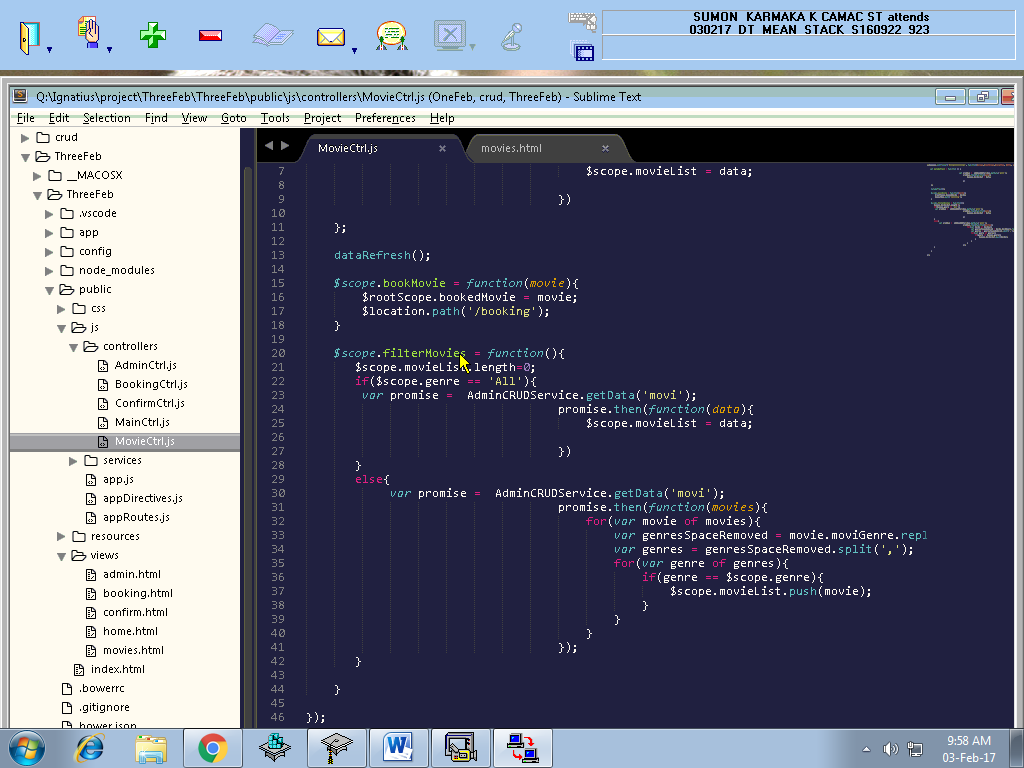 SUMON KARMAKA K CAMAC ST attends
030217 DT MEAN STACK S160922 923
Q:\Ignatius\project\ThreeFeb\ThreeFeb\public\js\controllers\MovieCtrl.js (OneFeb, crud, ThreeFeb) - Sublime Text
File Edit Selection Find View Goto Tools Project Preferences Help
crud
ThreeFeb
__MACOSX
ThreeFeb
.vscode
app
config
node_modules
public
css
js
controllers
AdminCtrl.js
BookingCtrl.js
ConfirmCtrl.js
MainCtrl.js
MovieCtrl.js
services
app.js
appDirectives.js
appRoutes.js
resources
views
admin.html
booking.html
confirm.html
home.html
movies.html
index.html
.bowerrc
.gitignore
bower.json
MovieCtrl.js × movies.html ×
7 $scope.movieList = data;
8
9 })
10
11 };
12
13 dataRefresh();
14
15 $scope.bookMovie = function(movie){
16 $rootScope.bookedMovie = movie;
17 $location.path('/booking');
18 }
19
20 $scope.filterMovies = function(){
21 $scope.movieList.length=0;
22 if($scope.genre == 'All'){
23 var promise = AdminCRUDService.getData('movi');
24 promise.then(function(data){
25 $scope.movieList = data;
26
27 })
28 }
29 else{
30 var promise = AdminCRUDService.getData('movi');
31 promise.then(function(movies){
32 for(var movie of movies){
33 var genresSpaceRemoved = movie.moviGenre.repl
34 var genres = genresSpaceRemoved.split(',');
35 for(var genre of genres){
36 if(genre == $scope.genre){
37 $scope.movieList.push(movie);
38 }
39 }
40 }
41 });
42 }
43
44 }
45
46 });
9:58 AM
03-Feb-17